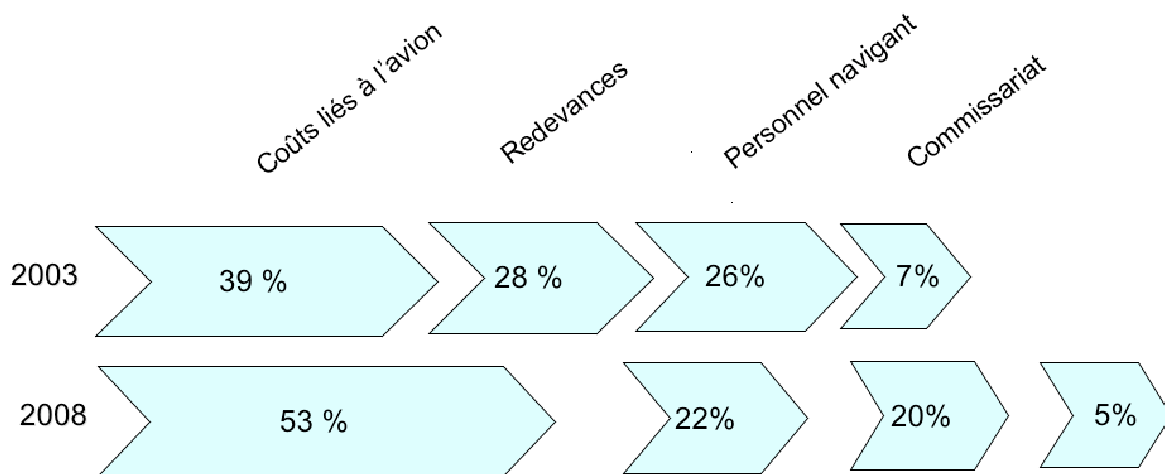 Coûts liés à l'avion
Redevances
Personnel navigant
Commissariat
2003
39 %
28 %
26%
7%
2008
53 %
22%
20%
5%